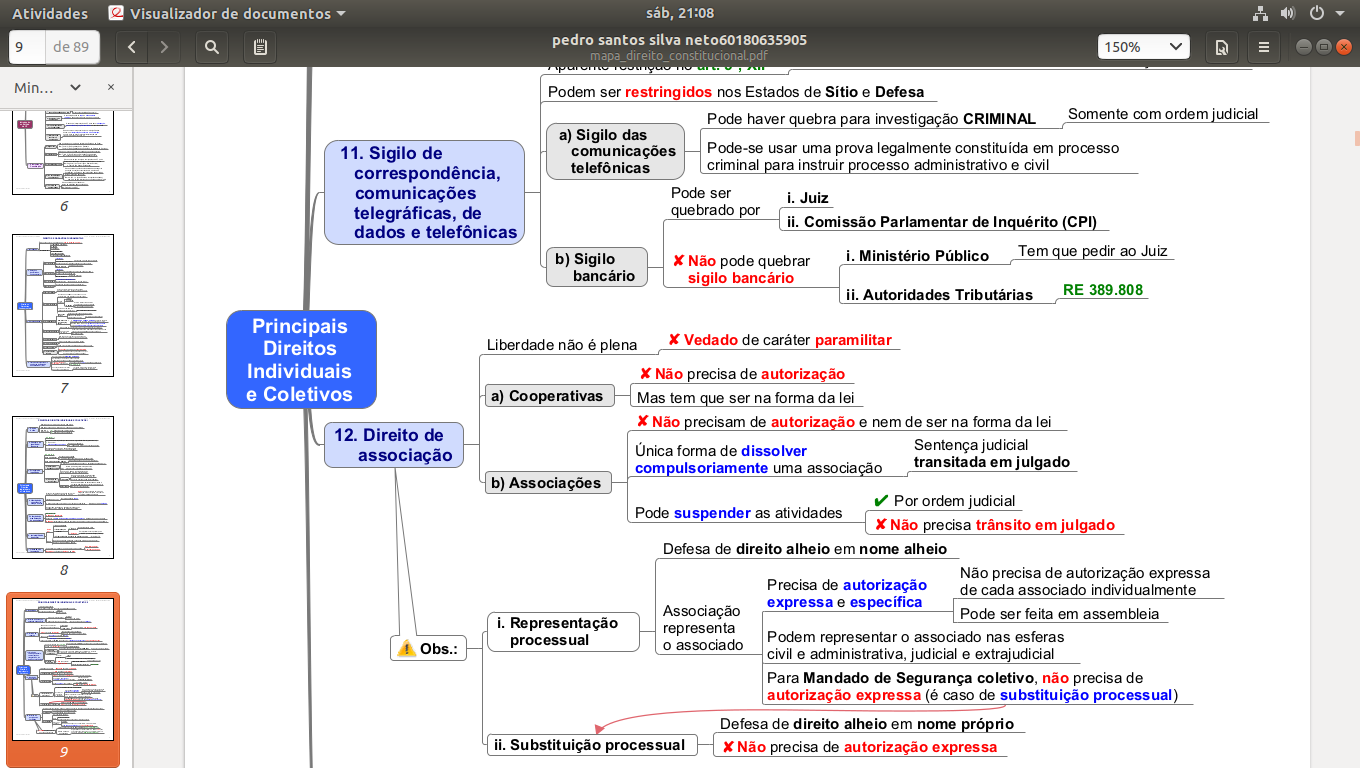 Atividades
Visualizador de documentos
sáb, 21:08
9
de 89
pedro santos silva neto60180635905
mapa_direito_constitucional.pdf
150%
Min…
6
7
8
9
Aparente restrição no art. 5º, XII
Podem ser restringidos nos Estados de Sítio e Defesa
11. Sigilo de
correspondência,
comunicações
telegráficas, de
dados e telefônicas
a) Sigilo das
comunicações
telefônicas
Pode haver quebra para investigação CRIMINAL
Somente com ordem judicial
Pode-se usar uma prova legalmente constituída em processo
criminal para instruir processo administrativo e civil
b) Sigilo
bancário
Pode ser
quebrado por
i. Juiz
ii. Comissão Parlamentar de Inquérito (CPI)
✘ Não pode quebrar
sigilo bancário
i. Ministério Público
Tem que pedir ao Juiz
ii. Autoridades Tributárias
RE 389.808
Principais
Direitos
Individuais
e Coletivos
12. Direito de
associação
Liberdade não é plena
✘ Vedado de caráter paramilitar
a) Cooperativas
✘ Não precisa de autorização
Mas tem que ser na forma da lei
b) Associações
✘ Não precisam de autorização e nem de ser na forma da lei
Única forma de dissolver
compulsoriamente uma associação
Sentença judicial
transitada em julgado
Pode suspender as atividades
✔ Por ordem judicial
✘ Não precisa trânsito em julgado
Obs.:
i. Representação
processual
Defesa de direito alheio em nome alheio
Associação
representa
o associado
Precisa de autorização
expressa e específica
Não precisa de autorização expressa
de cada associado individualmente
Pode ser feita em assembleia
Podem representar o associado nas esferas
civil e administrativa, judicial e extrajudicial
Para Mandado de Segurança coletivo, não precisa de
autorização expressa (é caso de substituição processual)
ii. Substituição processual
Defesa de direito alheio em nome próprio
✘ Não precisa de autorização expressa